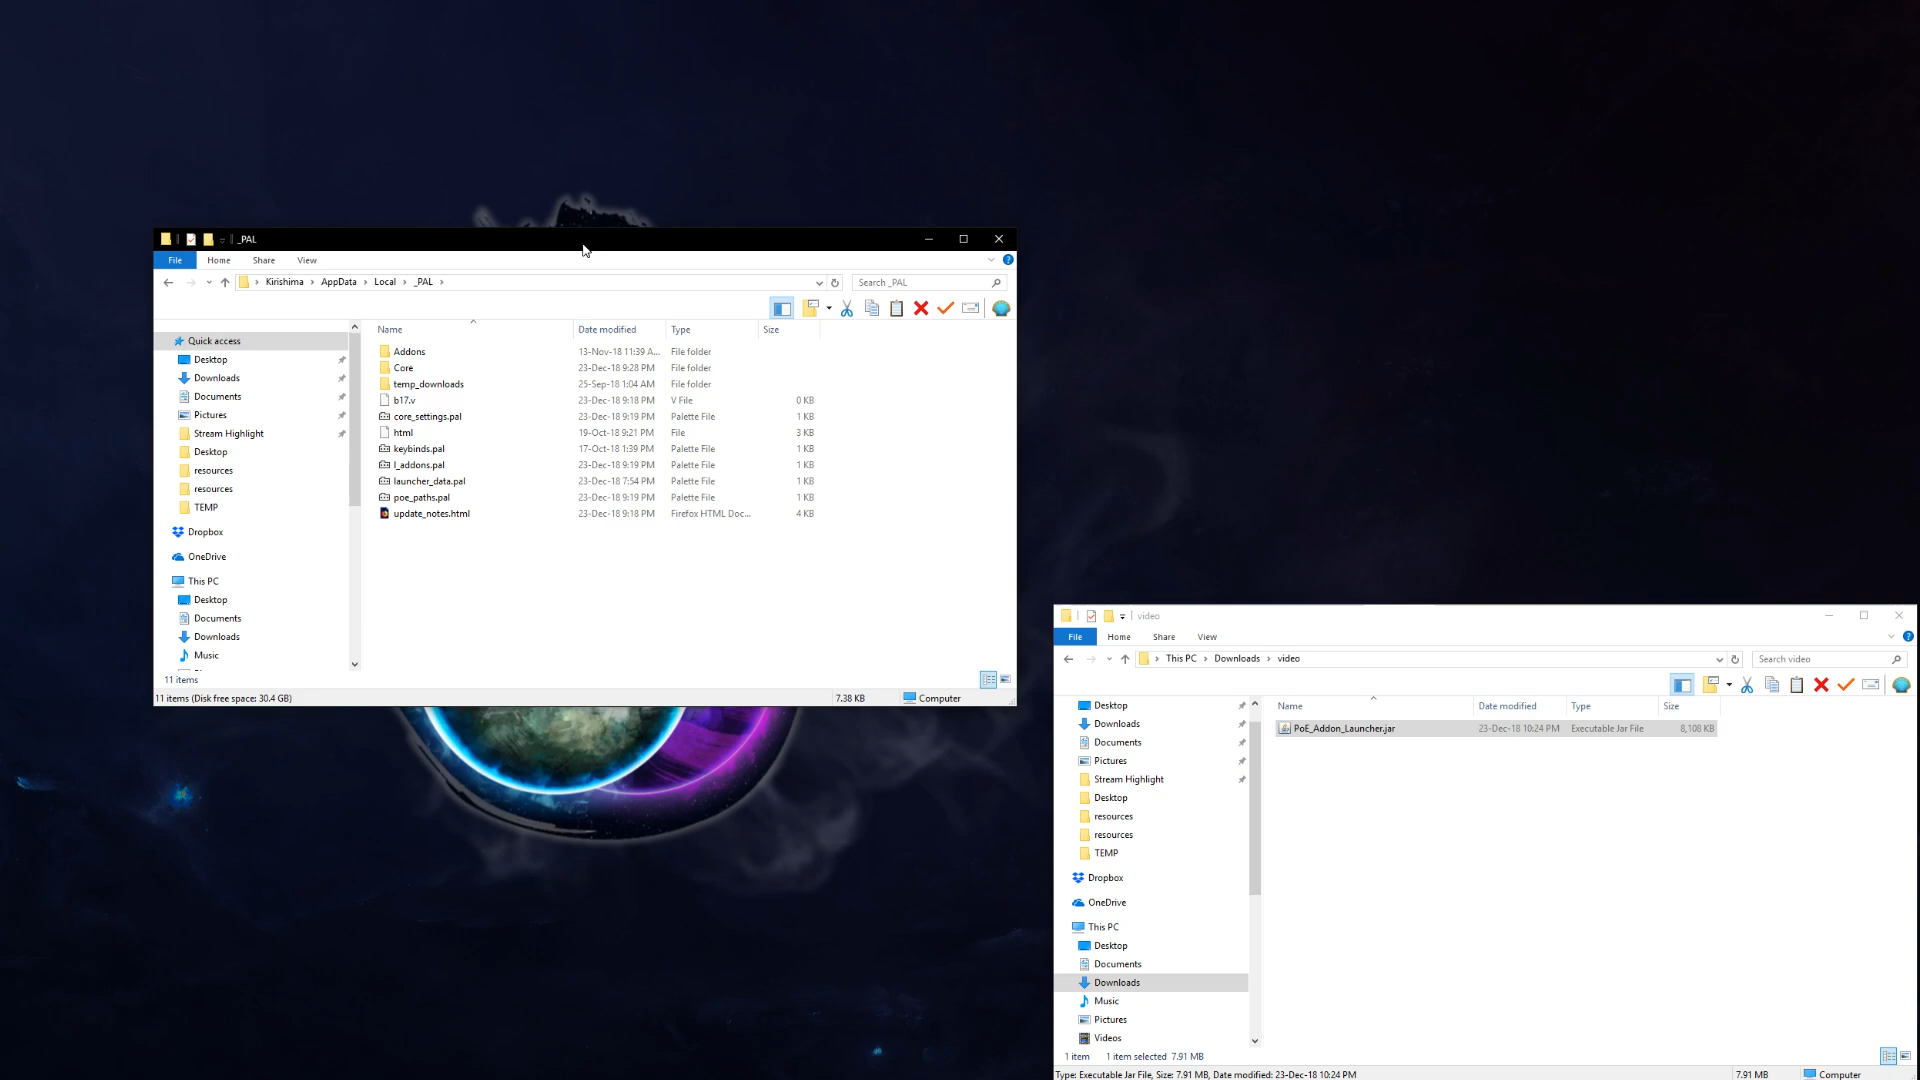 _PAL
File Home Share View
Kirishima AppData Local _PAL
Search _PAL
Name Date modified Type Size
Quick access
Desktop
Downloads
Documents
Pictures
Stream Highlight
Desktop
resources
resources
TEMP
Dropbox
OneDrive
This PC
Desktop
Documents
Downloads
Music
Addons 13-Nov-18 11:39 A... File folder
Core 23-Dec-18 9:28 PM File folder
temp_downloads 25-Sep-18 1:04 AM File folder
b17.v 23-Dec-18 9:18 PM V File 0 KB
core_settings.pal 23-Dec-18 9:19 PM Palette File 1 KB
html 19-Oct-18 9:21 PM File 3 KB
keybinds.pal 17-Oct-18 1:39 PM Palette File 1 KB
l_addons.pal 23-Dec-18 9:19 PM Palette File 1 KB
launcher_data.pal 23-Dec-18 7:54 PM Palette File 1 KB
poe_paths.pal 23-Dec-18 9:19 PM Palette File 1 KB
update_notes.html 23-Dec-18 9:18 PM Firefox HTML Doc... 4 KB
11 items
11 items (Disk free space: 30.4 GB) 7.38 KB Computer
video
File Home Share View
This PC Downloads video
Search video
Name Date modified Type Size
Desktop
Downloads
Documents
Pictures
Stream Highlight
Desktop
resources
resources
TEMP
Dropbox
OneDrive
This PC
Desktop
Documents
Downloads
Music
Pictures
Videos
PoE_Addon_Launcher.jar 23-Dec-18 10:24 PM Executable Jar File 8,108 KB
1 item 1 item selected 7.91 MB
Type: Executable Jar File, Size: 7.91 MB, Date modified: 23-Dec-18 10:24 PM 7.91 MB Computer